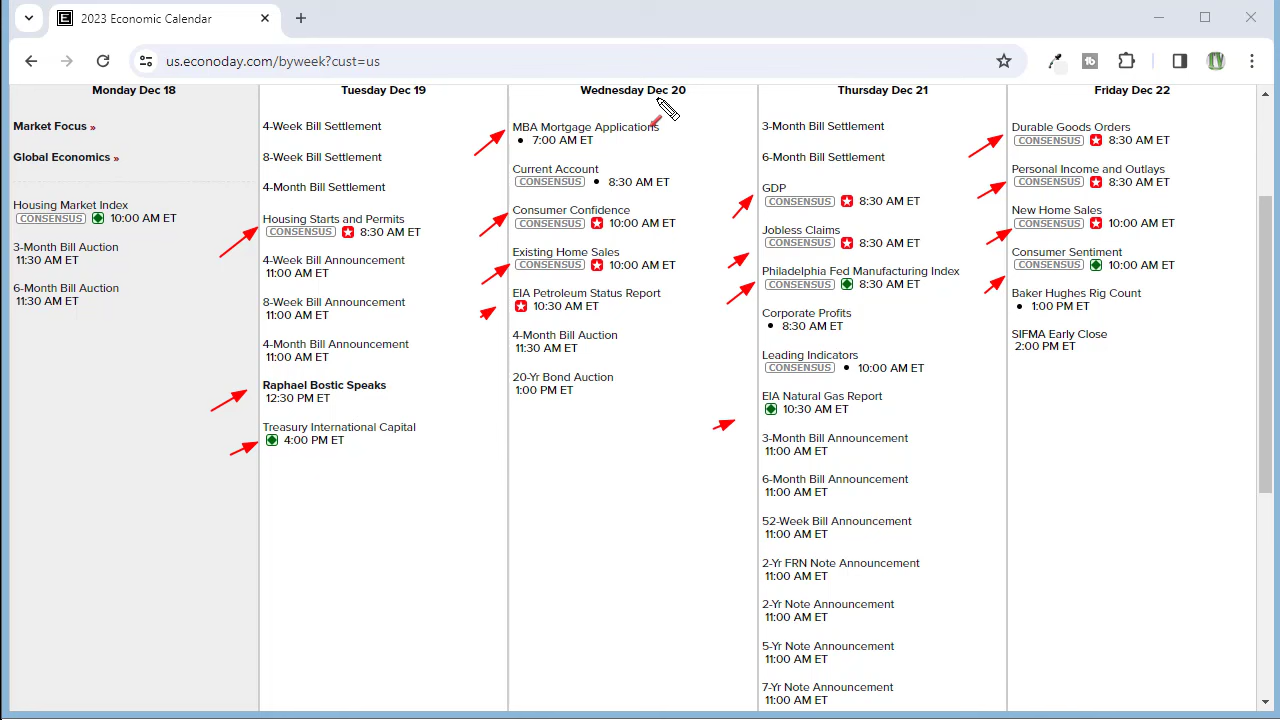 2023 Economic Calendar
us.econoday.com/byweek?cust=us
Monday Dec 18
Market Focus »
Global Economics »
Housing Market Index
CONSENSUS 10:00 AM ET
3-Month Bill Auction
11:30 AM ET
6-Month Bill Auction
11:30 AM ET
Tuesday Dec 19
4-Week Bill Settlement
8-Week Bill Settlement
4-Month Bill Settlement
Housing Starts and Permits
CONSENSUS 8:30 AM ET
4-Week Bill Announcement
11:00 AM ET
8-Week Bill Announcement
11:00 AM ET
4-Month Bill Announcement
11:00 AM ET
Raphael Bostic Speaks
12:30 PM ET
Treasury International Capital
4:00 PM ET
Wednesday Dec 20
MBA Mortgage Applications
• 7:00 AM ET
Current Account
CONSENSUS • 8:30 AM ET
Consumer Confidence
CONSENSUS 10:00 AM ET
Existing Home Sales
CONSENSUS 10:00 AM ET
EIA Petroleum Status Report
10:30 AM ET
4-Month Bill Auction
11:30 AM ET
20-Yr Bond Auction
1:00 PM ET
Thursday Dec 21
3-Month Bill Settlement
6-Month Bill Settlement
GDP
CONSENSUS 8:30 AM ET
Jobless Claims
CONSENSUS 8:30 AM ET
Philadelphia Fed Manufacturing Index
CONSENSUS 8:30 AM ET
Corporate Profits
• 8:30 AM ET
Leading Indicators
CONSENSUS • 10:00 AM ET
EIA Natural Gas Report
10:30 AM ET
3-Month Bill Announcement
11:00 AM ET
6-Month Bill Announcement
11:00 AM ET
52-Week Bill Announcement
11:00 AM ET
2-Yr FRN Note Announcement
11:00 AM ET
2-Yr Note Announcement
11:00 AM ET
5-Yr Note Announcement
11:00 AM ET
7-Yr Note Announcement
11:00 AM ET
Friday Dec 22
Durable Goods Orders
CONSENSUS 8:30 AM ET
Personal Income and Outlays
CONSENSUS 8:30 AM ET
New Home Sales
CONSENSUS 10:00 AM ET
Consumer Sentiment
CONSENSUS 10:00 AM ET
Baker Hughes Rig Count
• 1:00 PM ET
SIFMA Early Close
2:00 PM ET